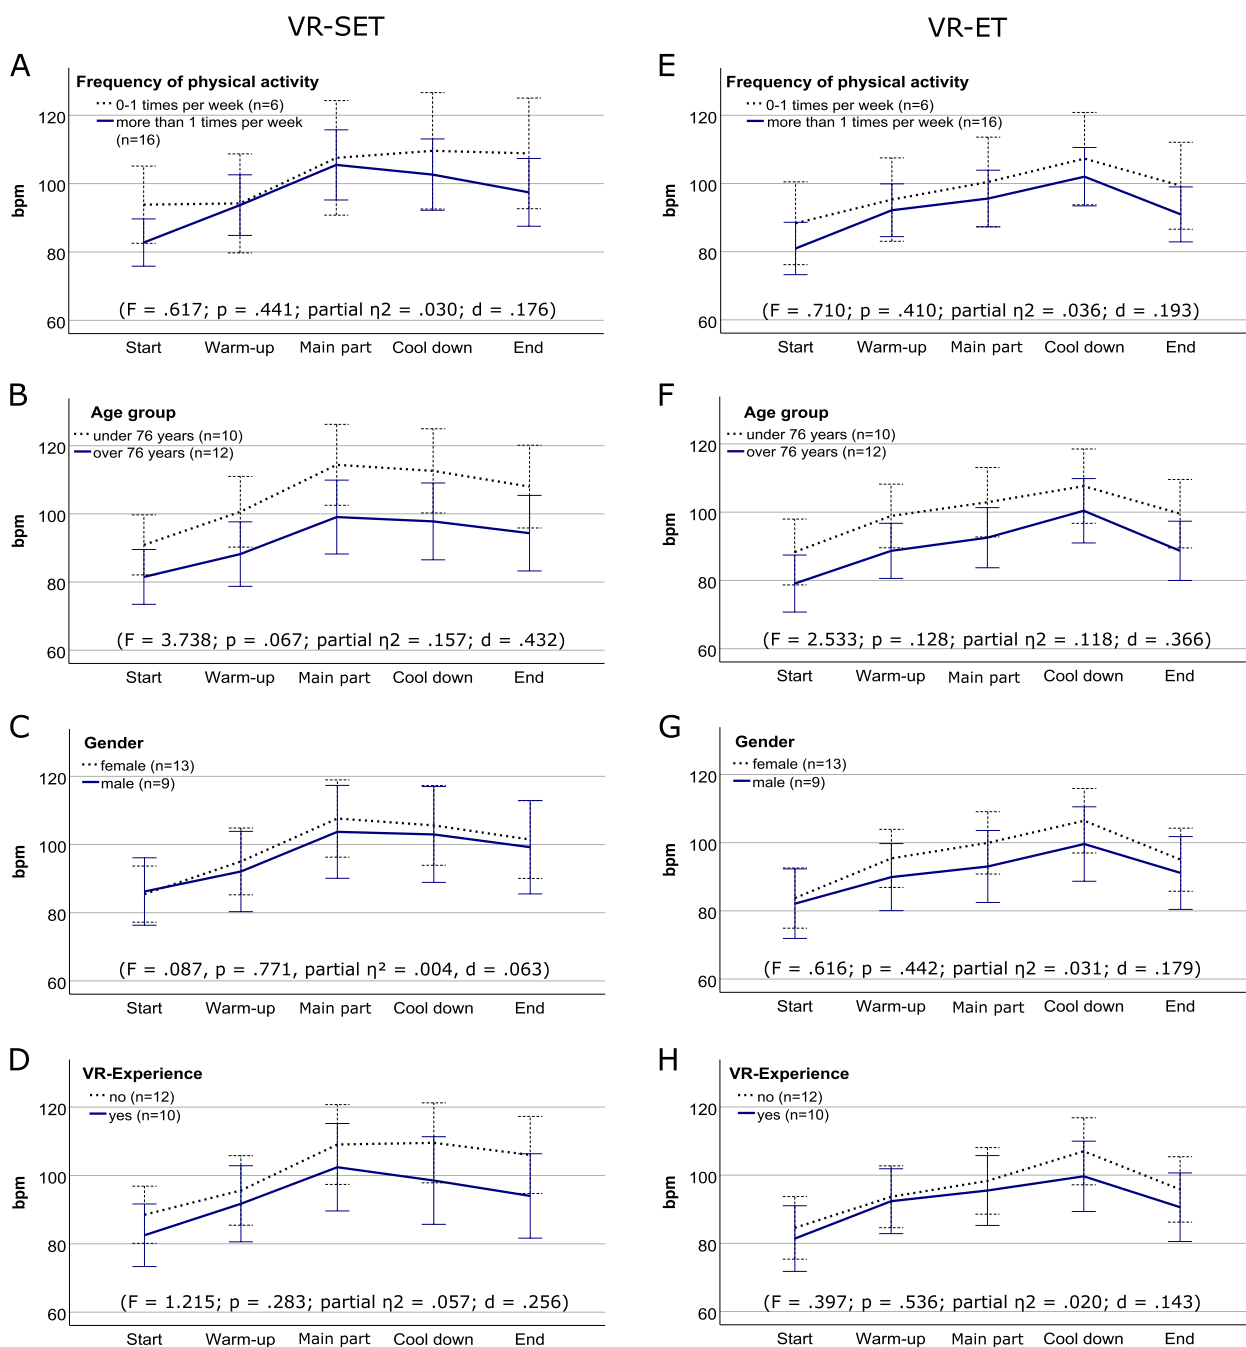 VR-SET
VR-ET
A
Frequency of physical activity
0-1 times per week (n=6)
more than 1 times per week
(n=16)
120
100
80
60
bpm
(F = .617; p = .441; partial η2 = .030; d = .176)
Start Warm-up Main part Cool down End
E
Frequency of physical activity
0-1 times per week (n=6)
more than 1 times per week (n=16)
120
100
80
60
bpm
(F = .710; p = .410; partial η2 = .036; d = .193)
Start Warm-up Main part Cool down End
B
Age group
under 76 years (n=10)
over 76 years (n=12)
120
100
80
60
bpm
(F = 3.738; p = .067; partial η2 = .157; d = .432)
Start Warm-up Main part Cool down End
F
Age group
under 76 years (n=10)
over 76 years (n=12)
120
100
80
60
bpm
(F = 2.533; p = .128; partial η2 = .118; d = .366)
Start Warm-up Main part Cool down End
C
Gender
female (n=13)
male (n=9)
120
100
80
60
bpm
(F = .087, p = .771, partial η² = .004, d = .063)
Start Warm-up Main part Cool down End
G
Gender
female (n=13)
male (n=9)
120
100
80
60
bpm
(F = .616; p = .442; partial η2 = .031; d = .179)
Start Warm-up Main part Cool down End
D
VR-Experience
no (n=12)
yes (n=10)
120
100
80
60
bpm
(F = 1.215; p = .283; partial η2 = .057; d = .256)
Start Warm-up Main part Cool down End
H
VR-Experience
no (n=12)
yes (n=10)
120
100
80
60
bpm
(F = .397; p = .536; partial η2 = .020; d = .143)
Start Warm-up Main part Cool down End